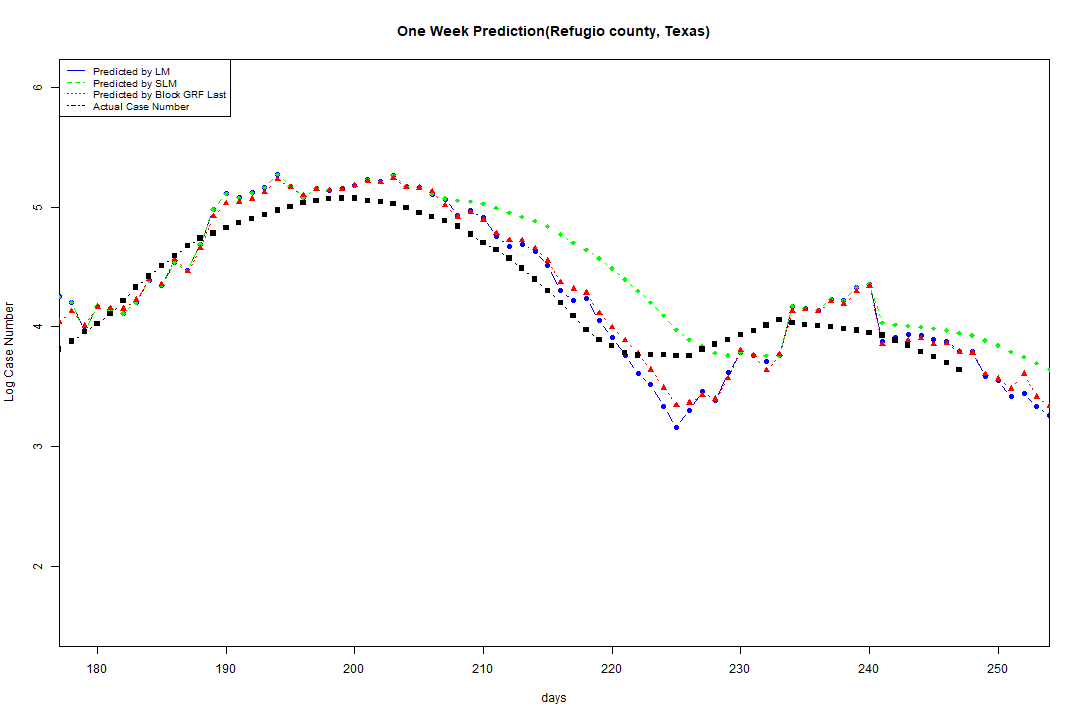 One Week Prediction(Refugio county, Texas)
Predicted by LM
Predicted by SLM
Predicted by Block GRF Last
Actual Case Number
6
5
4
3
2
Log Case Number
180 190 200 210 220 230 240 250
days